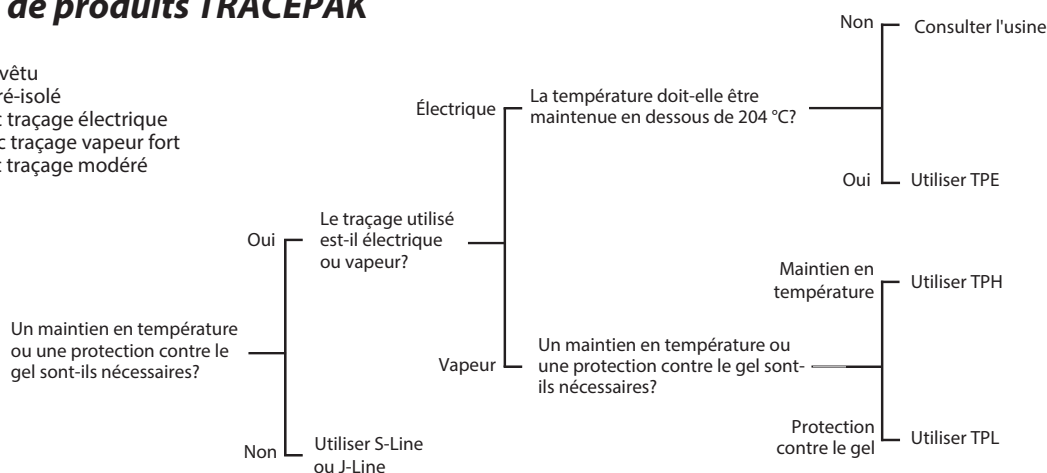 de produits TRACEPAK
traçage électrique
traçage vapeur fort
traçage modéré
Non
Consulter l'usine
Électrique
La température doit-elle être
maintenue en dessous de 204 °C?
Oui
Utiliser TPE
Oui
Le traçage utilisé
est-il électrique
ou vapeur?
Maintien en
température
Utiliser TPH
Un maintien en température
ou une protection contre le
gel sont-ils nécessaires?
Vapeur
Un maintien en température ou
une protection contre le gel sont-
ils nécessaires?
Protection
contre le gel
Utiliser TPL
Non
Utiliser S-Line
ou J-Line